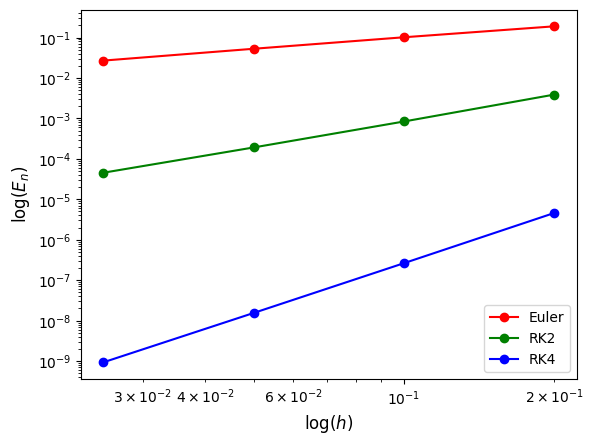 10⁻¹
10⁻²
10⁻³
10⁻⁴
10⁻⁵
10⁻⁶
10⁻⁷
10⁻⁸
10⁻⁹
log(Eₙ)
Euler
RK2
RK4
3 × 10⁻² 4 × 10⁻² 6 × 10⁻² 10⁻¹ 2 × 10⁻¹
log(h)